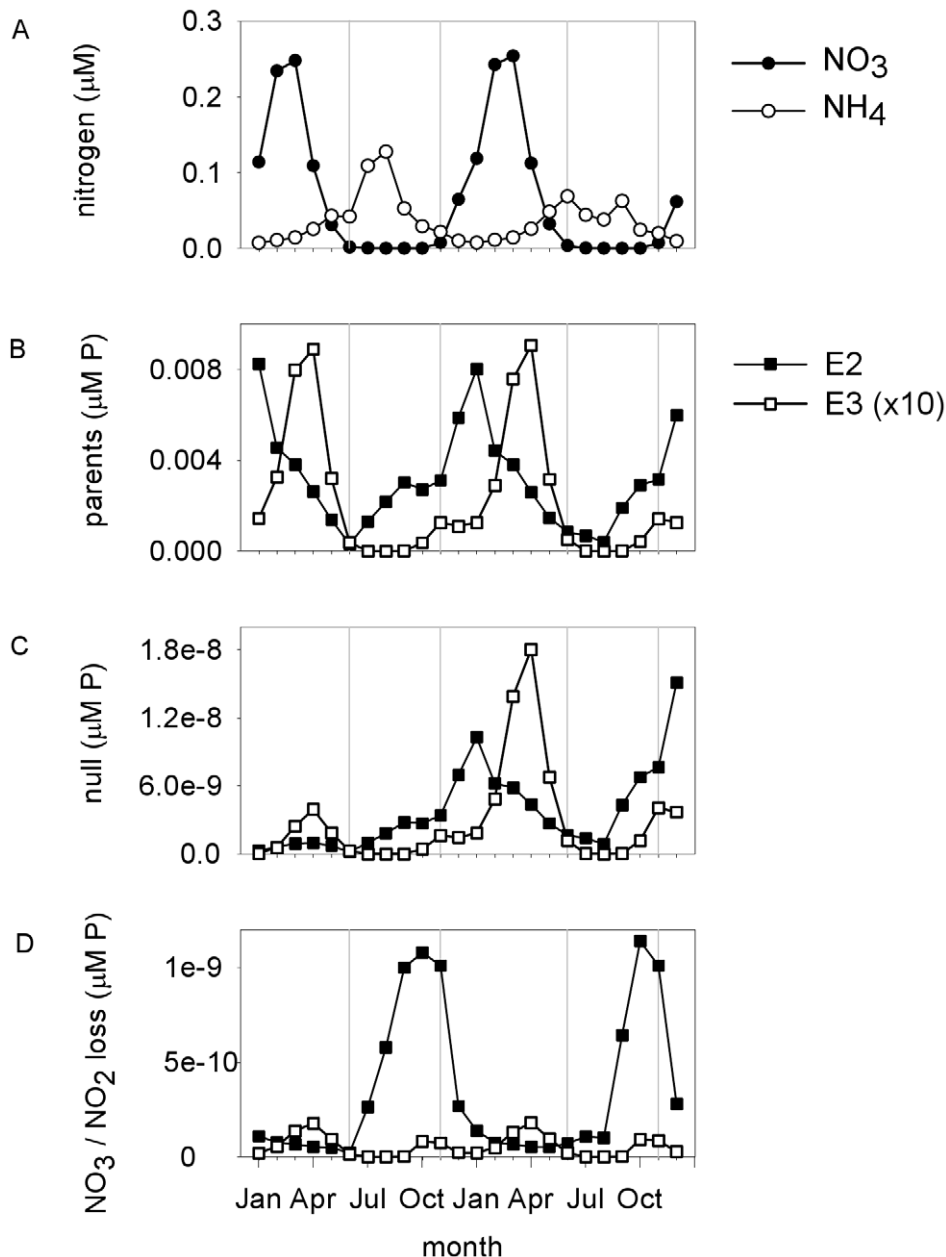 A
nitrogen (μM)
0.3
0.2
0.1
0.0
NO3
NH4
B
parents (μM P)
0.008
0.004
0.000
E2
E3 (x10)
C
null (μM P)
1.8e-8
1.2e-8
6.0e-9
0.0
D
NO3 / NO2 loss (μM P)
1e-9
5e-10
0
Jan Apr Jul Oct Jan Apr Jul Oct
month